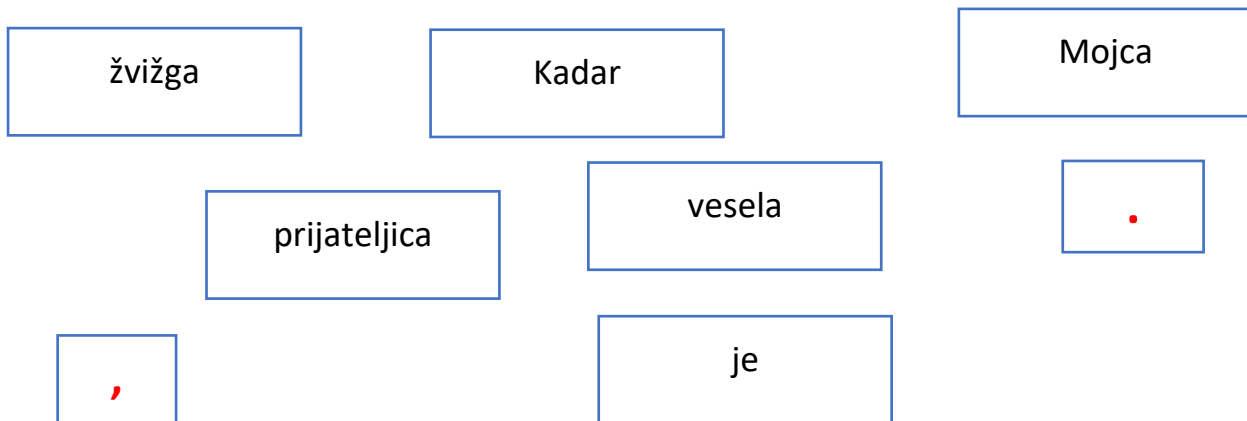 žvižga
Kadar
Mojca
prijateljica
vesela
.
,
je